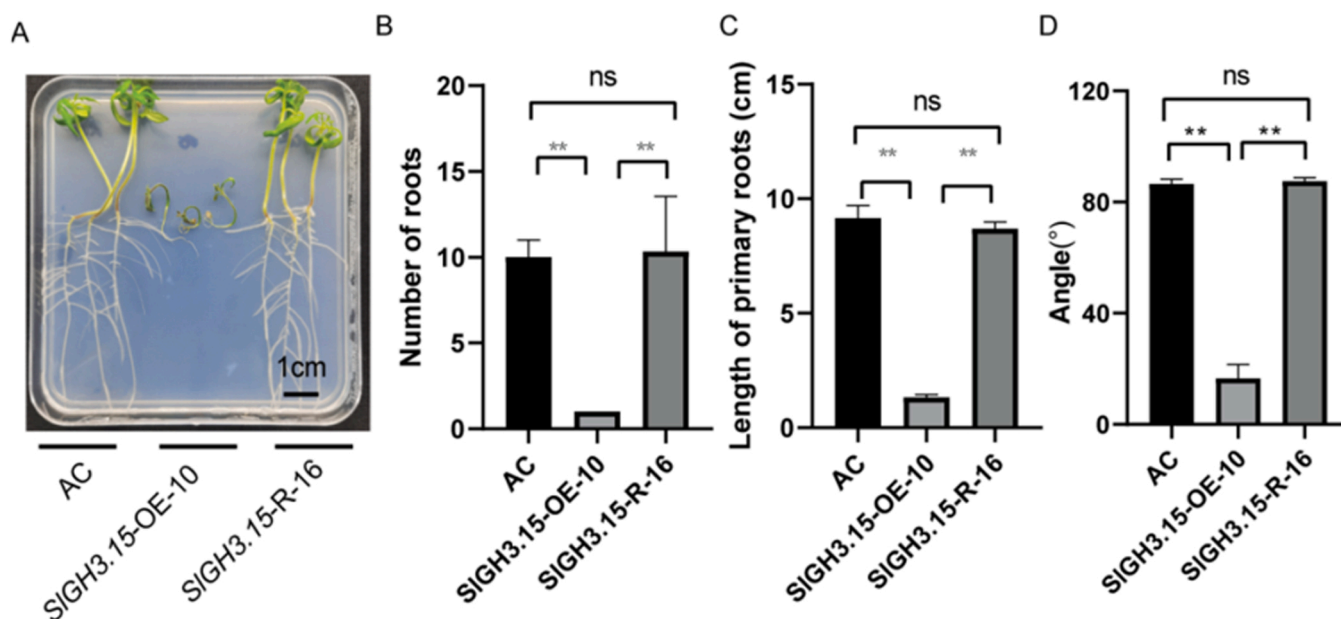 A
1cm
AC
SlGH3.15-OE-10
SlGH3.15-R-16
B
Number of roots
20
15
10
5
0
ns
**
**
AC
SlGH3.15-OE-10
SlGH3.15-R-16
C
Length of primary roots (cm)
15
10
5
0
ns
**
**
AC
SlGH3.15-OE-10
SlGH3.15-R-16
D
Angle(°)
120
80
40
0
ns
**
**
AC
SlGH3.15-OE-10
SlGH3.15-R-16